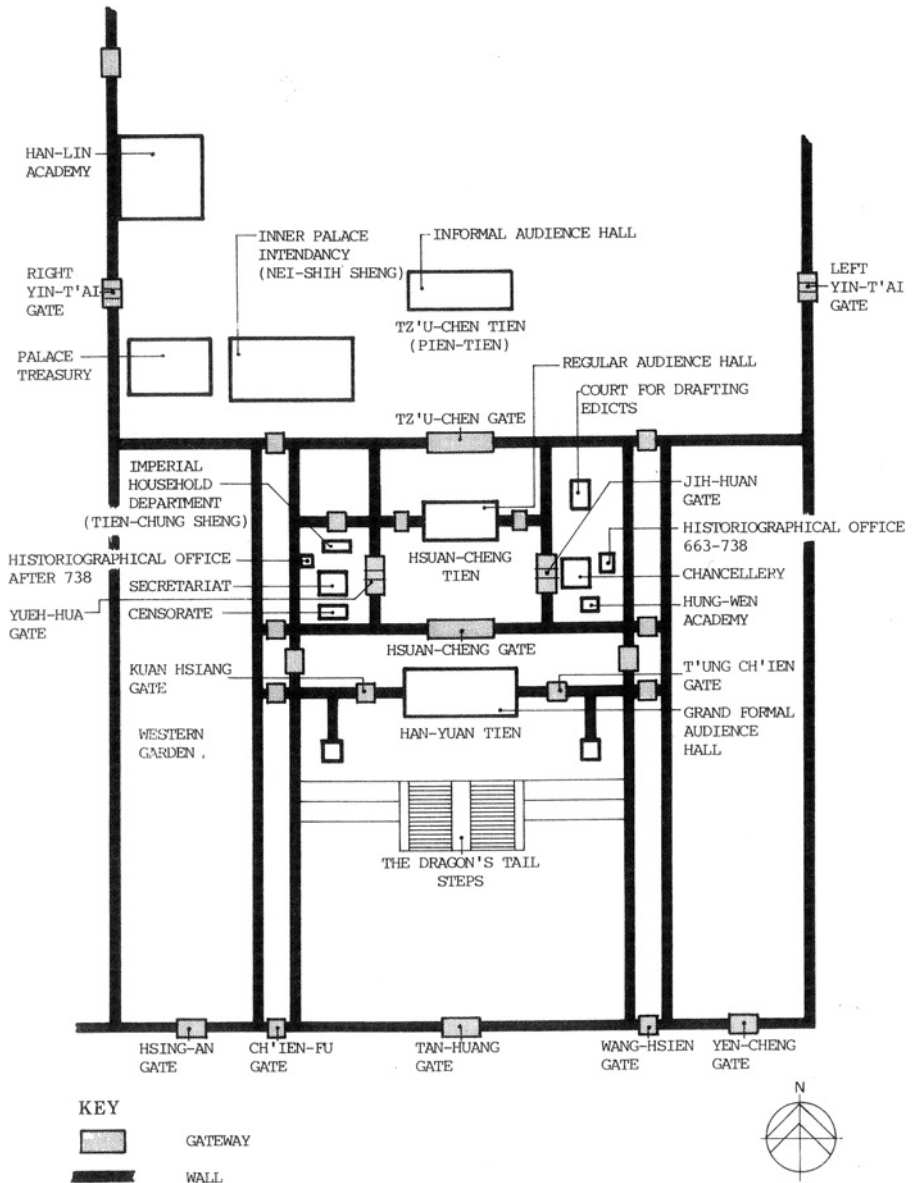 HAN-LIN
ACADEMY
INNER PALACE
INTENDANCY
(NEI-SHIH SHENG)
INFORMAL AUDIENCE HALL
RIGHT
YIN-T'AI
GATE
LEFT
YIN-T'AI
GATE
TZ'U-CHEN TIEN
(PIEN-TIEN)
PALACE
TREASURY
REGULAR AUDIENCE HALL
COURT FOR DRAFTING
EDICTS
TZ'U-CHEN GATE
IMPERIAL
HOUSEHOLD
DEPARTMENT
(TIEN-CHUNG SHENG)
JIH-HUAN
GATE
HISTORIOGRAPHICAL OFFICE
AFTER 738
HSUAN-CHENG
TIEN
HISTORIOGRAPHICAL OFFICE
663-738
SECRETARIAT
CHANCELLERY
YUEH-HUA
GATE
CENSORATE
HUNG-WEN
ACADEMY
HSUAN-CHENG GATE
KUAN HSIANG
GATE
T'UNG CH'IEN
GATE
HAN-YUAN TIEN
GRAND FORMAL
AUDIENCE
HALL
WESTERN
GARDEN
THE DRAGON'S TAIL
STEPS
HSING-AN
GATE
CH'IEN-FU
GATE
TAN-HUANG
GATE
WANG-HSIEN
GATE
YEN-CHENG
GATE
KEY
GATEWAY
WALL
N